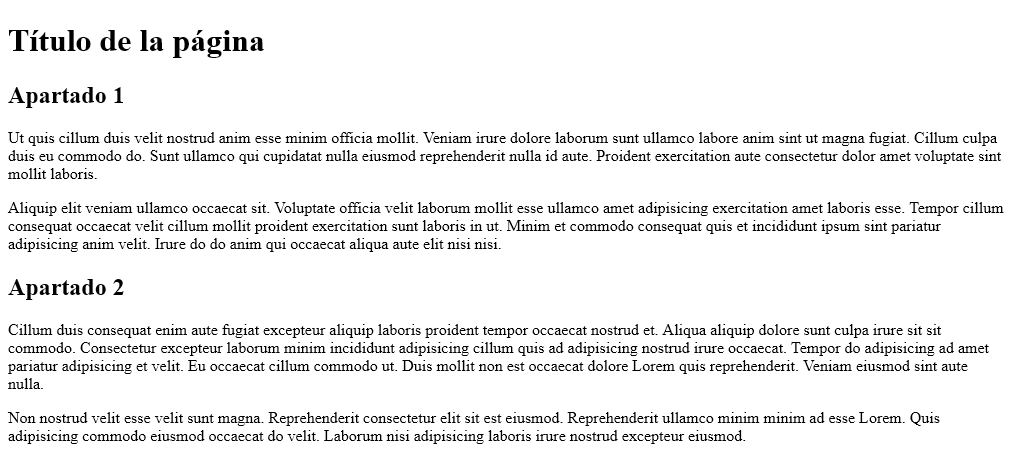 Título de la página
Apartado 1
Ut quis cillum duis velit nostrud anim esse minim officia mollit. Veniam irure dolore laborum sunt ullamco labore anim sint ut magna fugiat. Cillum culpa
duis eu commodo do. Sunt ullamco qui cupidatat nulla eiusmod reprehenderit nulla id aute. Proident exercitation aute consectetur dolor amet voluptate sint
mollit laboris.
Aliquip elit veniam ullamco occaecat sit. Voluptate officia velit laborum mollit esse ullamco amet adipisicing exercitation amet laboris esse. Tempor cillum
consequat occaecat velit cillum mollit proident exercitation sunt laboris in ut. Minim et commodo consequat quis et incididunt ipsum sint pariatur
adipisicing anim velit. Irure do do anim qui occaecat aliqua aute elit nisi nisi.
Apartado 2
Cillum duis consequat enim aute fugiat excepteur aliquip laboris proident tempor occaecat nostrud et. Aliqua aliquip dolore sunt culpa irure sit sit
commodo. Consectetur excepteur laborum minim incididunt adipisicing cillum quis ad adipisicing nostrud irure occaecat. Tempor do adipisicing ad amet
pariatur adipisicing et velit. Eu occaecat cillum commodo ut. Duis mollit non est occaecat dolore Lorem quis reprehenderit. Veniam eiusmod sint aute
nulla.
Non nostrud velit esse velit sunt magna. Reprehenderit consectetur elit sit est eiusmod. Reprehenderit ullamco minim minim ad esse Lorem. Quis
adipisicing commodo eiusmod occaecat do velit. Laborum nisi adipisicing laboris irure nostrud excepteur eiusmod.